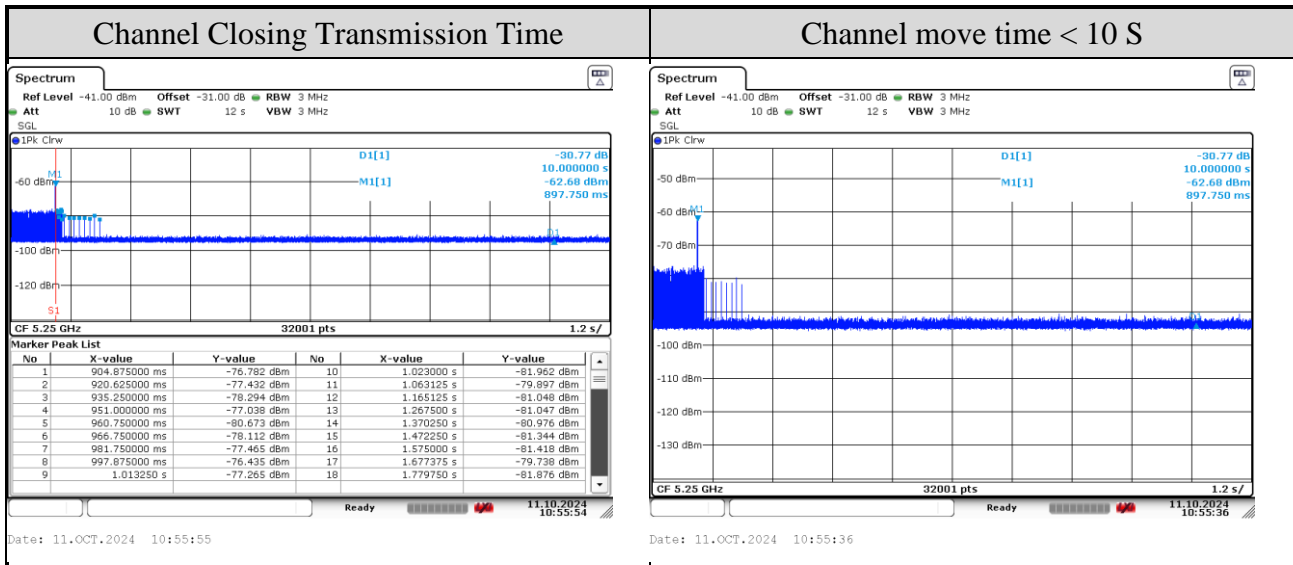 Channel Closing Transmission Time
Channel move time < 10 S
Spectrum
Ref Level -41.00 dBm Offset -31.00 dB RBW 3 MHz
Att 10 dB SWT 12 s VBW 3 MHz
SGL
1Pk Clrw
D1[1] -30.77 dB
10.000000 s
M1[1] -62.68 dBm
897.750 ms
M1
-60 dBm
D1
-100 dBm
-120 dBm
S1
CF 5.25 GHz 32001 pts 1.2 s/
Marker Peak List
No X-value Y-value No X-value Y-value
1 904.875000 ms -76.782 dBm 10 1.023000 s -81.962 dBm
2 920.625000 ms -77.432 dBm 11 1.063125 s -79.897 dBm
3 935.250000 ms -78.294 dBm 12 1.165125 s -81.048 dBm
4 951.000000 ms -77.038 dBm 13 1.267500 s -81.047 dBm
5 960.750000 ms -80.673 dBm 14 1.370250 s -80.976 dBm
6 966.750000 ms -78.112 dBm 15 1.472250 s -81.344 dBm
7 981.750000 ms -77.465 dBm 16 1.575000 s -81.418 dBm
8 997.875000 ms -76.435 dBm 17 1.677375 s -79.738 dBm
9 1.013250 s -77.265 dBm 18 1.779750 s -81.876 dBm
Ready 11.10.2024
10:55:54
Date: 11.OCT.2024 10:55:55
Spectrum
Ref Level -41.00 dBm Offset -31.00 dB RBW 3 MHz
Att 10 dB SWT 12 s VBW 3 MHz
SGL
1Pk Clrw
D1[1] -30.77 dB
10.000000 s
-50 dBm
M1[1] -62.68 dBm
897.750 ms
-60 dBm
M1
-70 dBm
-100 dBm
-110 dBm
-120 dBm
-130 dBm
CF 5.25 GHz 32001 pts 1.2 s/
Ready 11.10.2024
10:55:36
Date: 11.OCT.2024 10:55:36